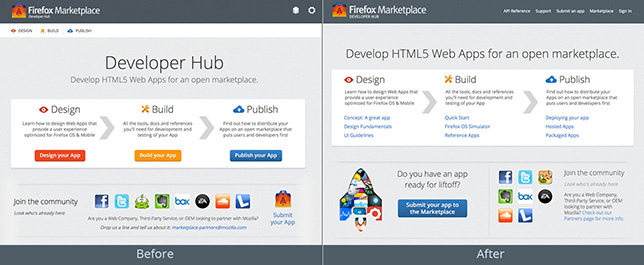 Firefox Marketplace
developer hub
DESIGN BUILD PUBLISH
Developer Hub
Develop HTML5 Web Apps for an open marketplace.
Design
Learn how to design Web Apps that
provide a user experience
optimized for Firefox OS & Mobile
Design your App
Build
All the tools, docs and references
you'll need for development and
testing of your App
Build your App
Publish
Find out how to distribute your
Apps on an open marketplace that
puts users and developers first
Publish your App
Join the community
Look who's already here
box
EA
Are you a Web Company, Third-Party Service, or OEM looking to partner with Mozilla?
Drop us a line and tell us about it: marketplace-partners@mozilla.com
Submit
your App
Before
Firefox Marketplace
DEVELOPER HUB
API Reference Support Submit an app Marketplace Sign In
Develop HTML5 Web Apps for an open marketplace.
Design
Learn how to design Web Apps that
provide a user experience
optimized for Firefox OS & Mobile
Concept: A great app
Design Fundamentals
UI Guidelines
Build
All the tools, docs and references
you'll need for development and
testing of your App
Quick Start
Firefox OS Simulator
Reference Apps
Publish
Find out how to distribute your
Apps on an open marketplace that
puts users and developers first
Deploying your app
Hosted Apps
Packaged Apps
Do you have an app
ready for liftoff?
Submit your app to
the Marketplace
box
EA
Join the community
Look who's already here
Are you a Web Company,
Third-Party Service, or OEM
looking to partner with
Mozilla? Check out our
Partners page for more info.
After